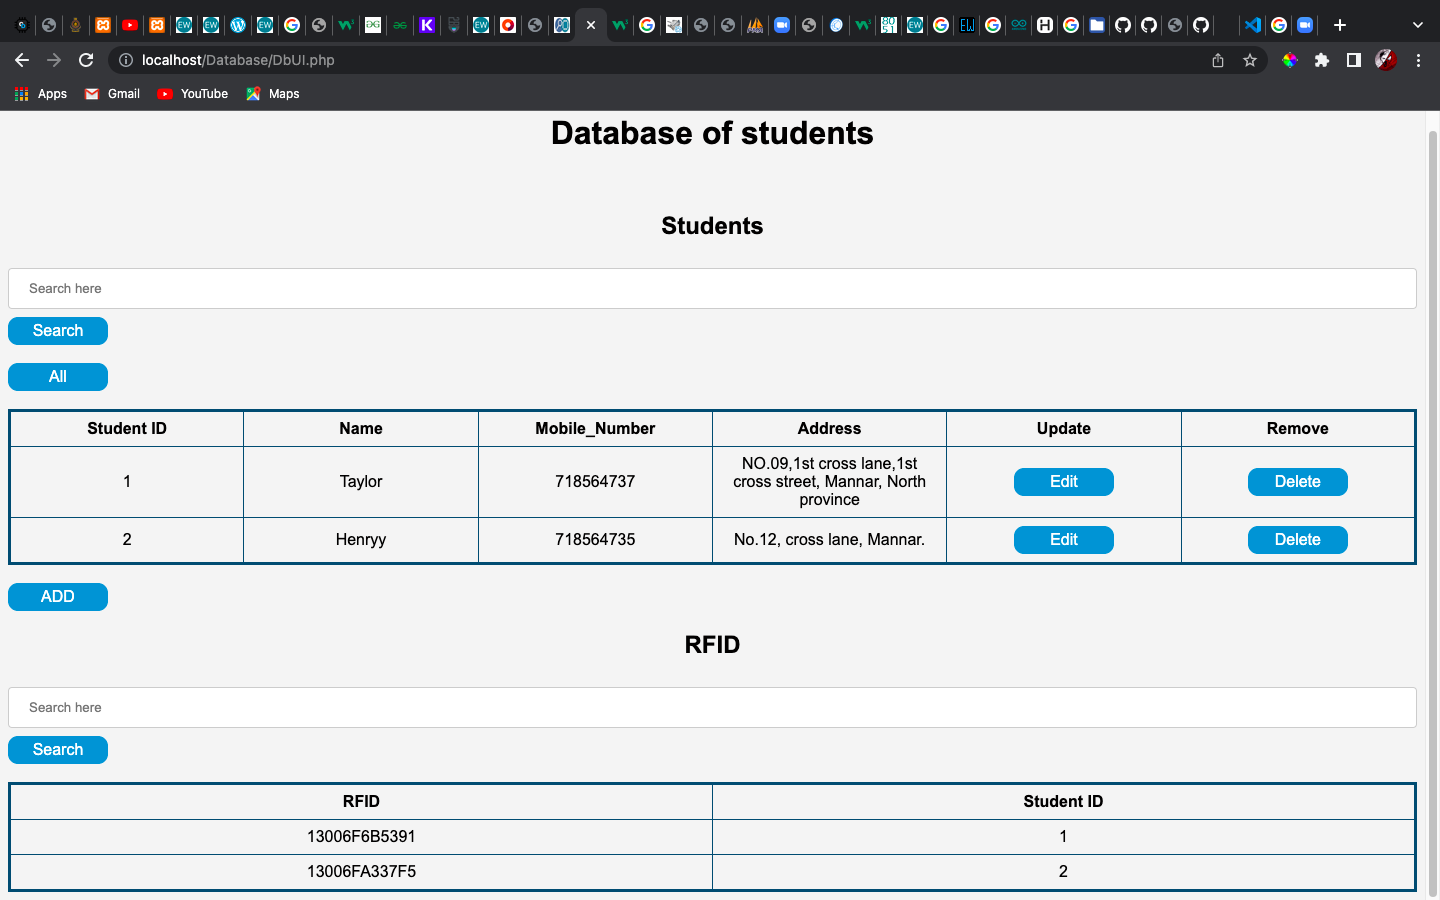 localhost/Database/DbUI.php
Apps Gmail YouTube Maps
Database of students
Students
Search here
Search
All
Student ID Name Mobile_Number Address Update Remove
1 Taylor 718564737 NO.09,1st cross lane,1st cross street, Mannar, North province Edit Delete
2 Henryy 718564735 No.12, cross lane, Mannar. Edit Delete
ADD
RFID
Search here
Search
RFID Student ID
13006F6B5391 1
13006FA337F5 2